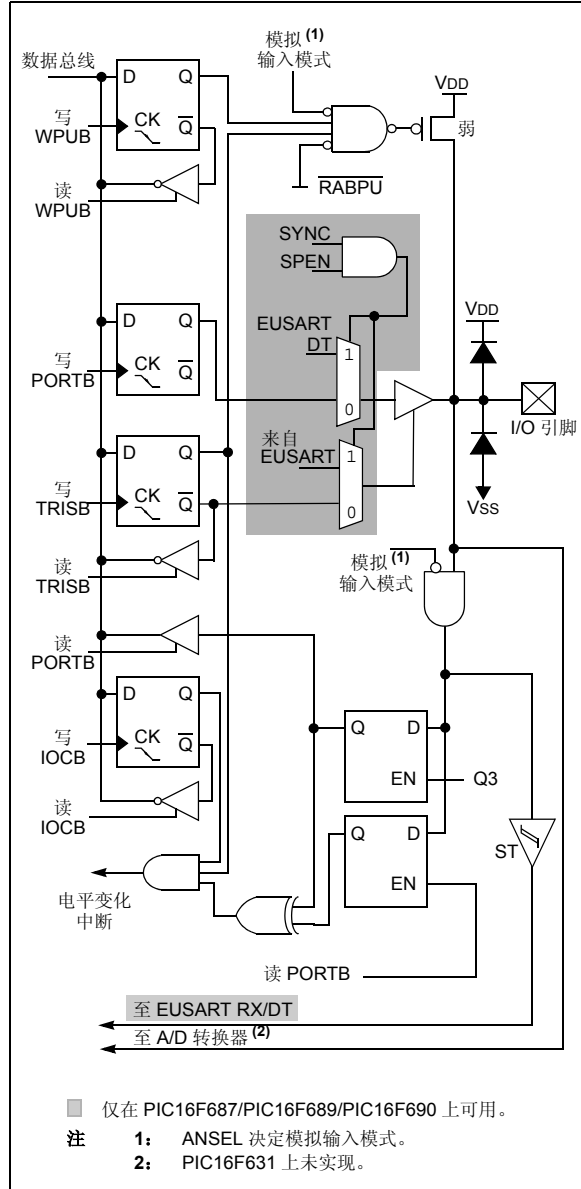 模拟 (1)
输入模式
数据总线
D Q
VDD
写
WPUB
CK Q
弱
读
WPUB
RABPU
SYNC
SPEN
VDD
D Q
EUSART
DT
1
写
PORTB
CK Q
0
I/O 引脚
来自
EUSART
1
D Q
写
TRISB
CK Q
0
VSS
读
TRISB
模拟 (1)
输入模式
读
PORTB
D Q
Q D
写
IOCB
CK Q
EN
Q3
读
IOCB
Q D
ST
EN
电平变化
中断
读 PORTB
至 EUSART RX/DT
至 A/D 转换器 (2)
仅在 PIC16F687/PIC16F689/PIC16F690 上可用。
注 1： ANSEL 决定模拟输入模式。
2： PIC16F631 上未实现。